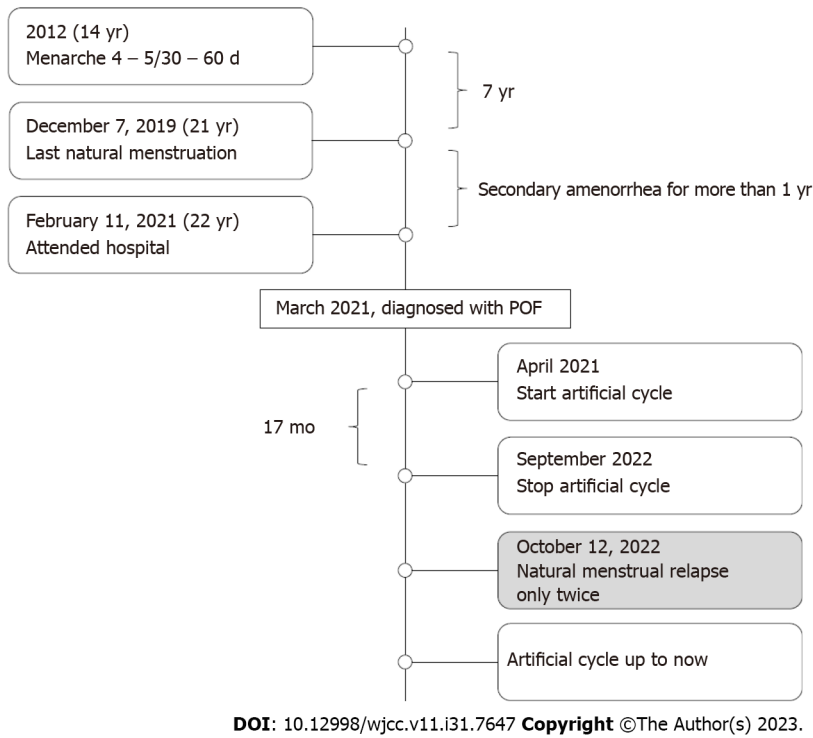 2012 (14 yr)
Menarche 4 – 5/30 – 60 d
7 yr
December 7, 2019 (21 yr)
Last natural menstruation
Secondary amenorrhea for more than 1 yr
February 11, 2021 (22 yr)
Attended hospital
March 2021, diagnosed with POF
April 2021
Start artificial cycle
17 mo
September 2022
Stop artificial cycle
October 12, 2022
Natural menstrual relapse
only twice
Artificial cycle up to now
DOI: 10.12998/wjcc.v11.i31.7647 Copyright ©The Author(s) 2023.